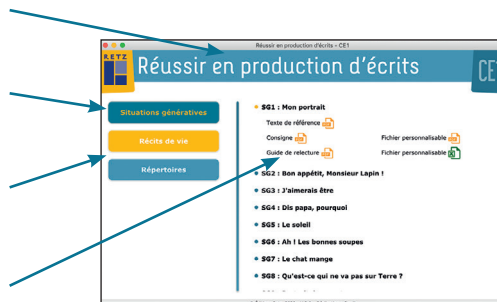 Réussir en production d'écrits - CE1
RETZ
Réussir en production d'écrits
CE1
Situations génératives
Récits de vie
Répertoires
SG1 : Mon portrait
Texte de référence
Consigne
Fichier personnalisable
Guide de relecture
Fichier personnalisable
SG2 : Bon appétit, Monsieur Lapin !
SG3 : J'aimerais être
SG4 : Dis papa, pourquoi
SG5 : Le soleil
SG6 : Ah ! Les bonnes soupes
SG7 : Le chat mange
SG8 : Qu'est-ce qui ne va pas sur Terre ?